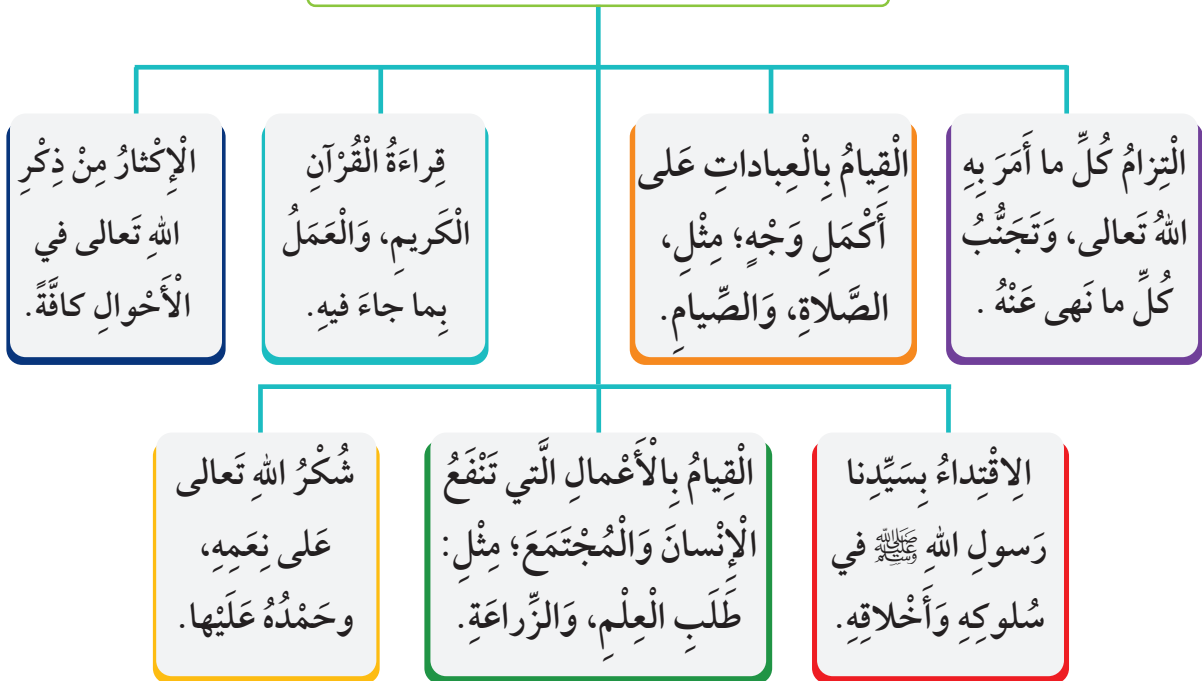 الْتِزامُ كُلِّ ما أَمَرَ بِهِ
اللهُ تَعالى، وَتَجَنُّبُ
كُلِّ ما نَهى عَنْهُ .
الْقِيامُ بِالْعِباداتِ عَلى
أَكْمَلِ وَجْهٍ؛ مِثْلِ،
الصَّلاةِ، وَالصِّيامِ.
قِراءَةُ الْقُرْآنِ
الْكَريمِ، وَالْعَمَلُ
بِما جاءَ فيهِ.
الْإِكْثارُ مِنْ ذِكْرِ
اللهِ تَعالى في
الْأَحْوالِ كافَّةً.
الِاقْتِداءُ بِسَيِّدِنا
رَسولِ اللهِ ﷺ في
سُلوكِهِ وَأَخْلاقِهِ.
الْقِيامُ بِالْأَعْمالِ الَّتي تَنْفَعُ
الْإِنْسانَ وَالْمُجْتَمَعَ؛ مِثْلِ:
طَلَبِ الْعِلْمِ، وَالزِّراعَةِ.
شُكْرُ اللهِ تَعالى
عَلى نِعَمِهِ،
وحَمْدُهُ عَلَيْها.